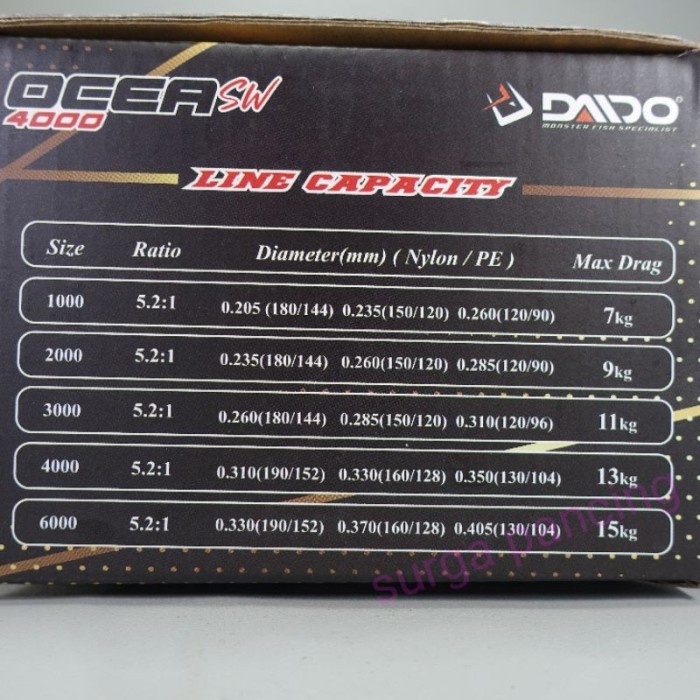 OCEA SW
4000
DAIDO
MONSTER FISH SPECIALIST
LINE CAPACITY
Size Ratio Diameter(mm) ( Nylon / PE ) Max Drag
1000 5.2:1 0.205 (180/144) 0.235(150/120) 0.260(120/90) 7kg
2000 5.2:1 0.235(180/144) 0.260(150/120) 0.285(120/90) 9kg
3000 5.2:1 0.260(180/144) 0.285(150/120) 0.310(120/96) 11kg
4000 5.2:1 0.310(190/152) 0.330(160/128) 0.350(130/104) 13kg
6000 5.2:1 0.330(190/152) 0.370(160/128) 0.405(130/104) 15kg
surga pancing